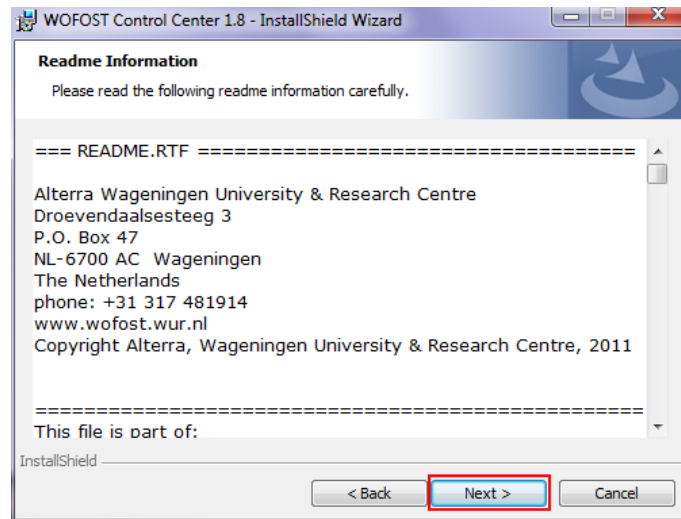 WOFOST Control Center 1.8 - InstallShield Wizard
Readme Information
Please read the following readme information carefully.
=== README.RTF ====================================
Alterra Wageningen University & Research Centre
Droevendaalsesteeg 3
P.O. Box 47
NL-6700 AC  Wageningen
The Netherlands
phone: +31 317 481914
www.wofost.wur.nl
Copyright Alterra, Wageningen University & Research Centre, 2011
==================================================
This file is part of:
InstallShield
< Back
Next >
Cancel